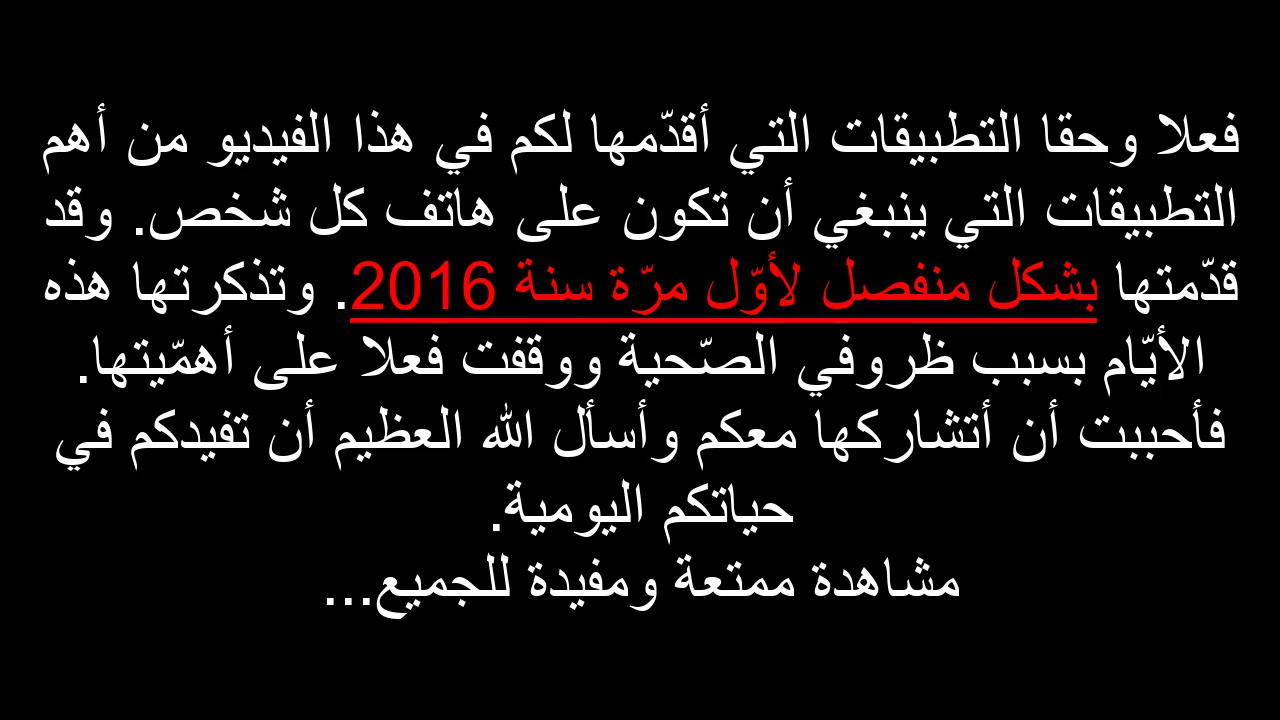 فعلا وحقا التطبيقات التي أقدّمها لكم في هذا الفيديو من أهم
التطبيقات التي ينبغي أن تكون على هاتف كل شخص. وقد
قدّمتها بشكل منفصل لأوّل مرّة سنة 2016. وتذكرتها هذه
الأيّام بسبب ظروفي الصّحية ووقفت فعلا على أهمّيتها.
فأحببت أن أتشاركها معكم وأسأل الله العظيم أن تفيدكم في
حياتكم اليومية.
مشاهدة ممتعة ومفيدة للجميع...